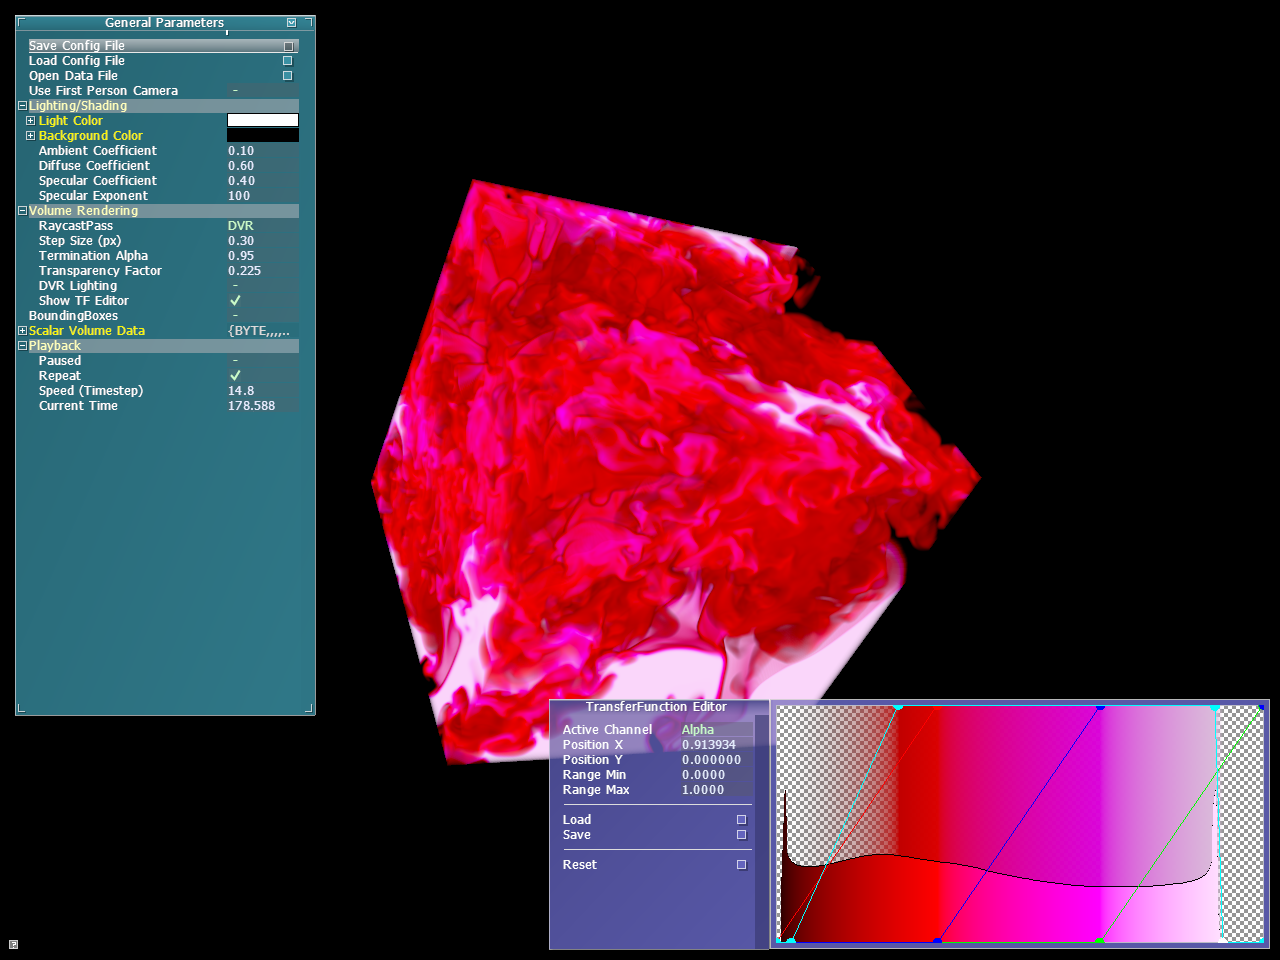 General Parameters
Save Config File
Load Config File
Open Data File
Use First Person Camera -
Lighting/Shading
Light Color
Background Color
Ambient Coefficient 0.10
Diffuse Coefficient 0.60
Specular Coefficient 0.40
Specular Exponent 100
Volume Rendering
RaycastPass DVR
Step Size (px) 0.30
Termination Alpha 0.95
Transparency Factor 0.225
DVR Lighting -
Show TF Editor ✓
BoundingBoxes -
Scalar Volume Data {BYTE,,,,..
Playback
Paused -
Repeat ✓
Speed (Timestep) 14.8
Current Time 178.588
TransferFunction Editor
Active Channel Alpha
Position X 0.913934
Position Y 0.000000
Range Min 0.0000
Range Max 1.0000
Load
Save
Reset
?